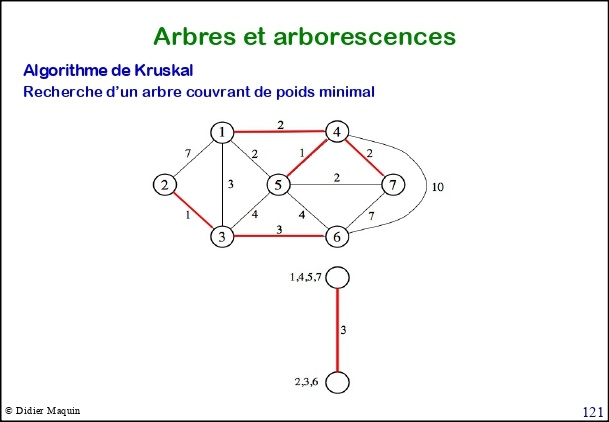 Arbres et arborescences
Algorithme de Kruskal
Recherche d'un arbre couvrant de poids minimal
1 2 4
7 2 1 2
2 3 5 2 7 10
1 4 4 7
3 3 6
1,4,5,7
3
2,3,6
© Didier Maquin 121